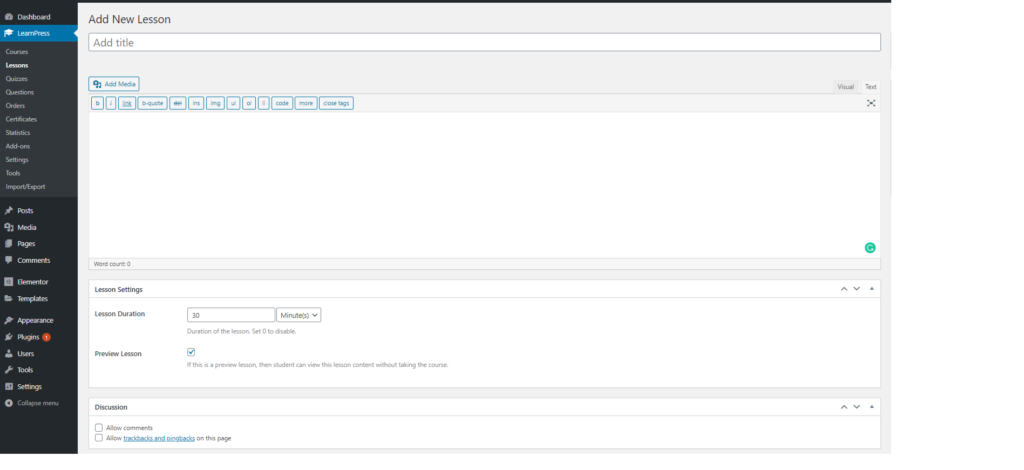 Dashboard
LearnPress
Courses
Lessons
Quizzes
Questions
Orders
Certificates
Statistics
Add-ons
Settings
Tools
Import/Export
Posts
Media
Pages
Comments
Elementor
Templates
Appearance
Plugins 1
Users
Tools
Settings
Collapse menu
Add New Lesson
Add title
Add Media
Visual Text
b i link b-quote del ins img ul ol li code more close tags
Word count: 0
Lesson Settings
Lesson Duration 30 Minute(s)
Duration of the lesson. Set 0 to disable.
Preview Lesson
If this is a preview lesson, then student can view this lesson content without taking the course.
Discussion
Allow comments
Allow trackbacks and pingbacks on this page